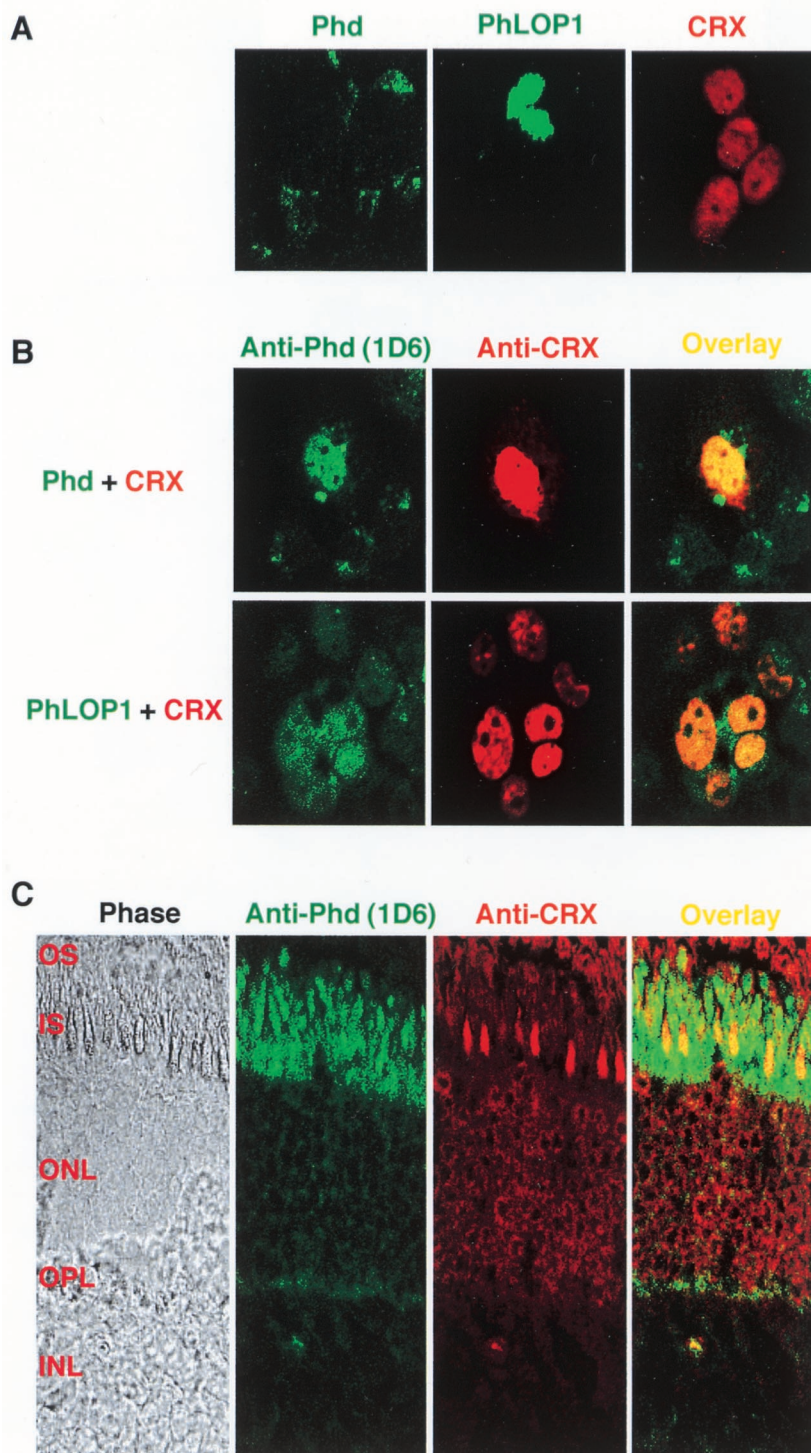 A
Phd PhLOP1 CRX
B
Anti-Phd (1D6) Anti-CRX Overlay
Phd + CRX
PhLOP1 + CRX
C
Phase Anti-Phd (1D6) Anti-CRX Overlay
OS
IS
ONL
OPL
INL